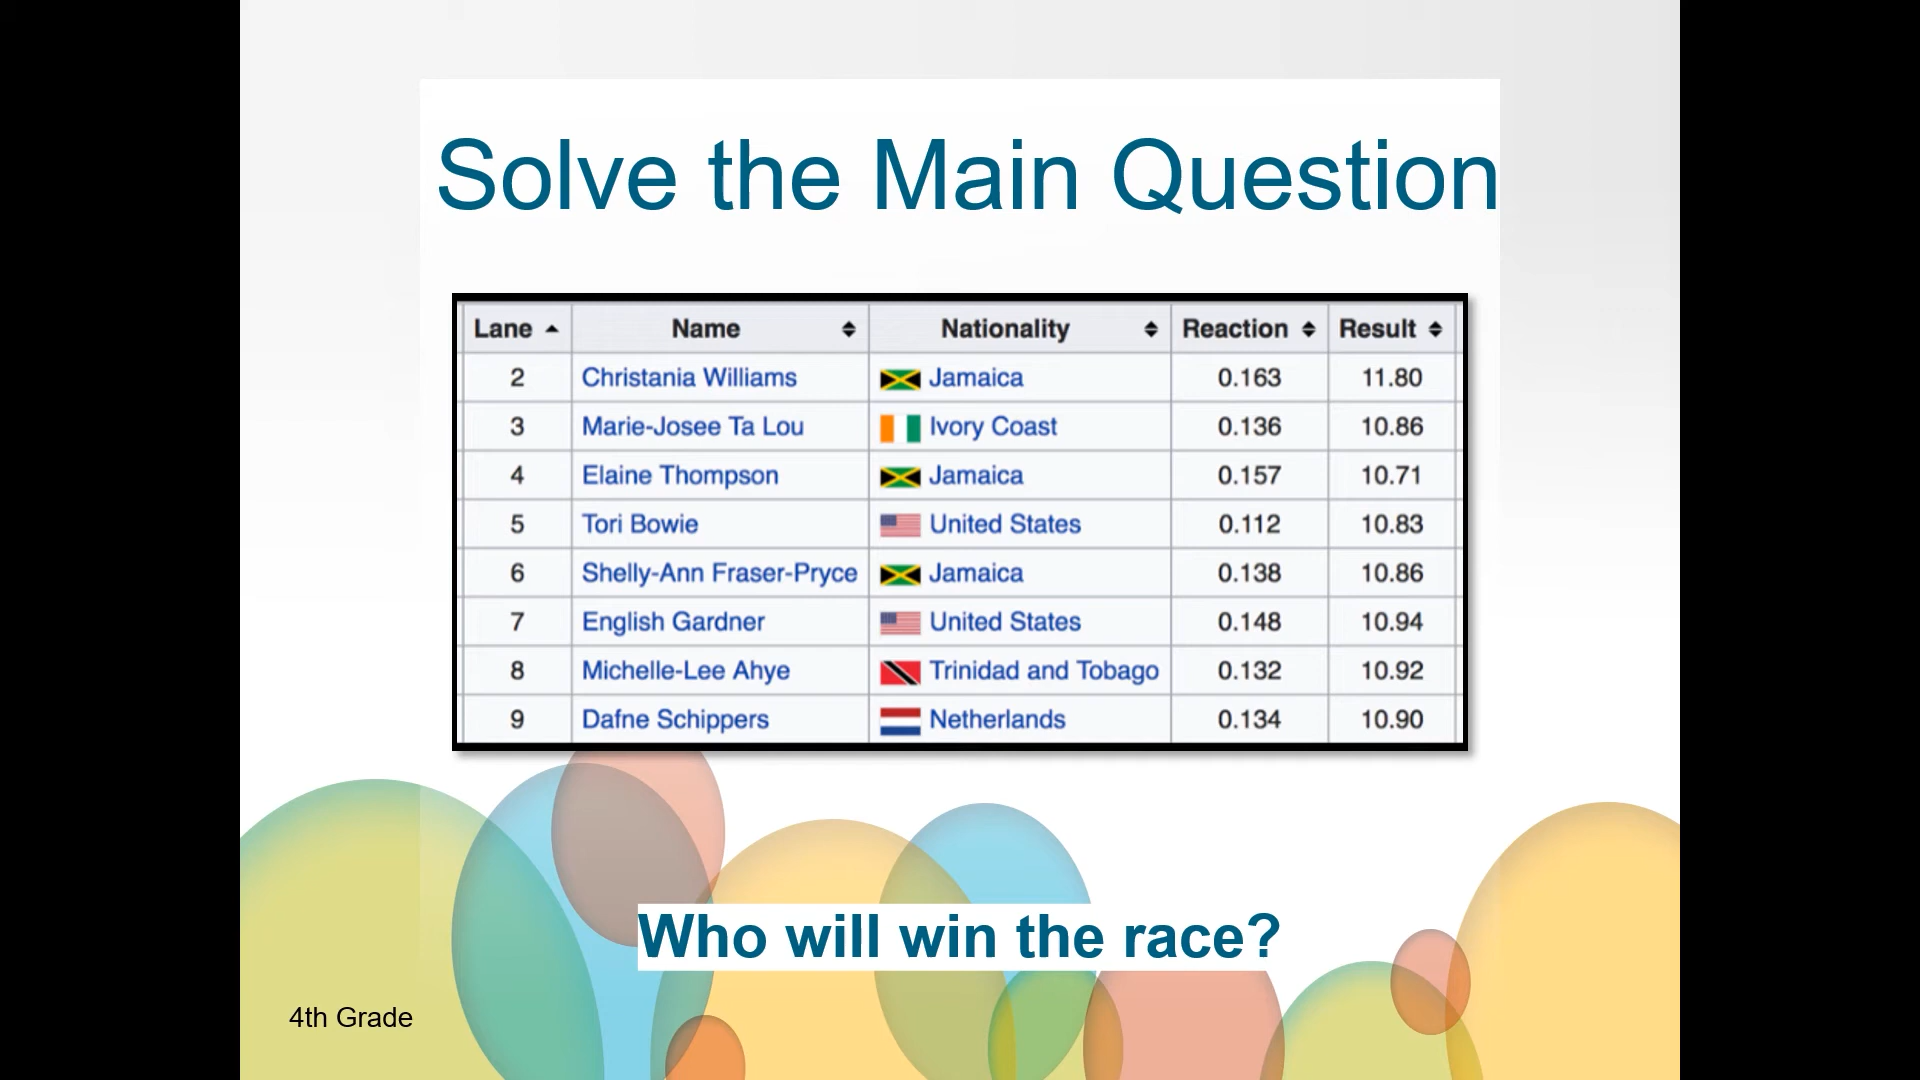 Solve the Main Question
Lane Name Nationality Reaction Result
2 Christania Williams Jamaica 0.163 11.80
3 Marie-Josee Ta Lou Ivory Coast 0.136 10.86
4 Elaine Thompson Jamaica 0.157 10.71
5 Tori Bowie United States 0.112 10.83
6 Shelly-Ann Fraser-Pryce Jamaica 0.138 10.86
7 English Gardner United States 0.148 10.94
8 Michelle-Lee Ahye Trinidad and Tobago 0.132 10.92
9 Dafne Schippers Netherlands 0.134 10.90
Who will win the race?
4th Grade